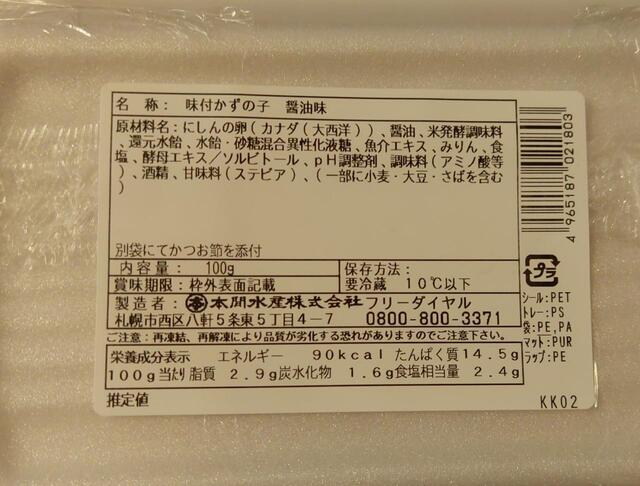 名 称: 味付かずの子 醤油味
原材料名:にしんの卵(カナダ(大西洋))、醤油、米発酵調味料
、還元水飴、水飴・砂糖混合異性化液糖、魚介エキス、みりん、食
塩、酵母エキス/ソルビトール、pH調整剤、調味料(アミノ酸等
)、酒精、甘味料(ステビア)、(一部に小麦・大豆・さばを含む
)
別袋にてかつお節を添付
内容量: 100g
賞味期限:枠外表面記載
保存方法:
要冷蔵 10℃以下
製造者:本間水産株式会社フリーダイヤル
札幌市西区八軒5条東5丁目4-7 0800-800-3371
ご注意:再凍結、再解凍により品質が劣化する恐れがありますのでご注意下さい。
栄養成分表示 エネルギー 90kcal たんぱく質14.5g
100g当たり 脂質 2.9g 炭水化物 1.6g 食塩相当量 2.4g
推定値
4 965187 021803
プラ
シール:PET
トレー:PS
袋:PE,PA
マット:PUR
ラップ:PE
KK02